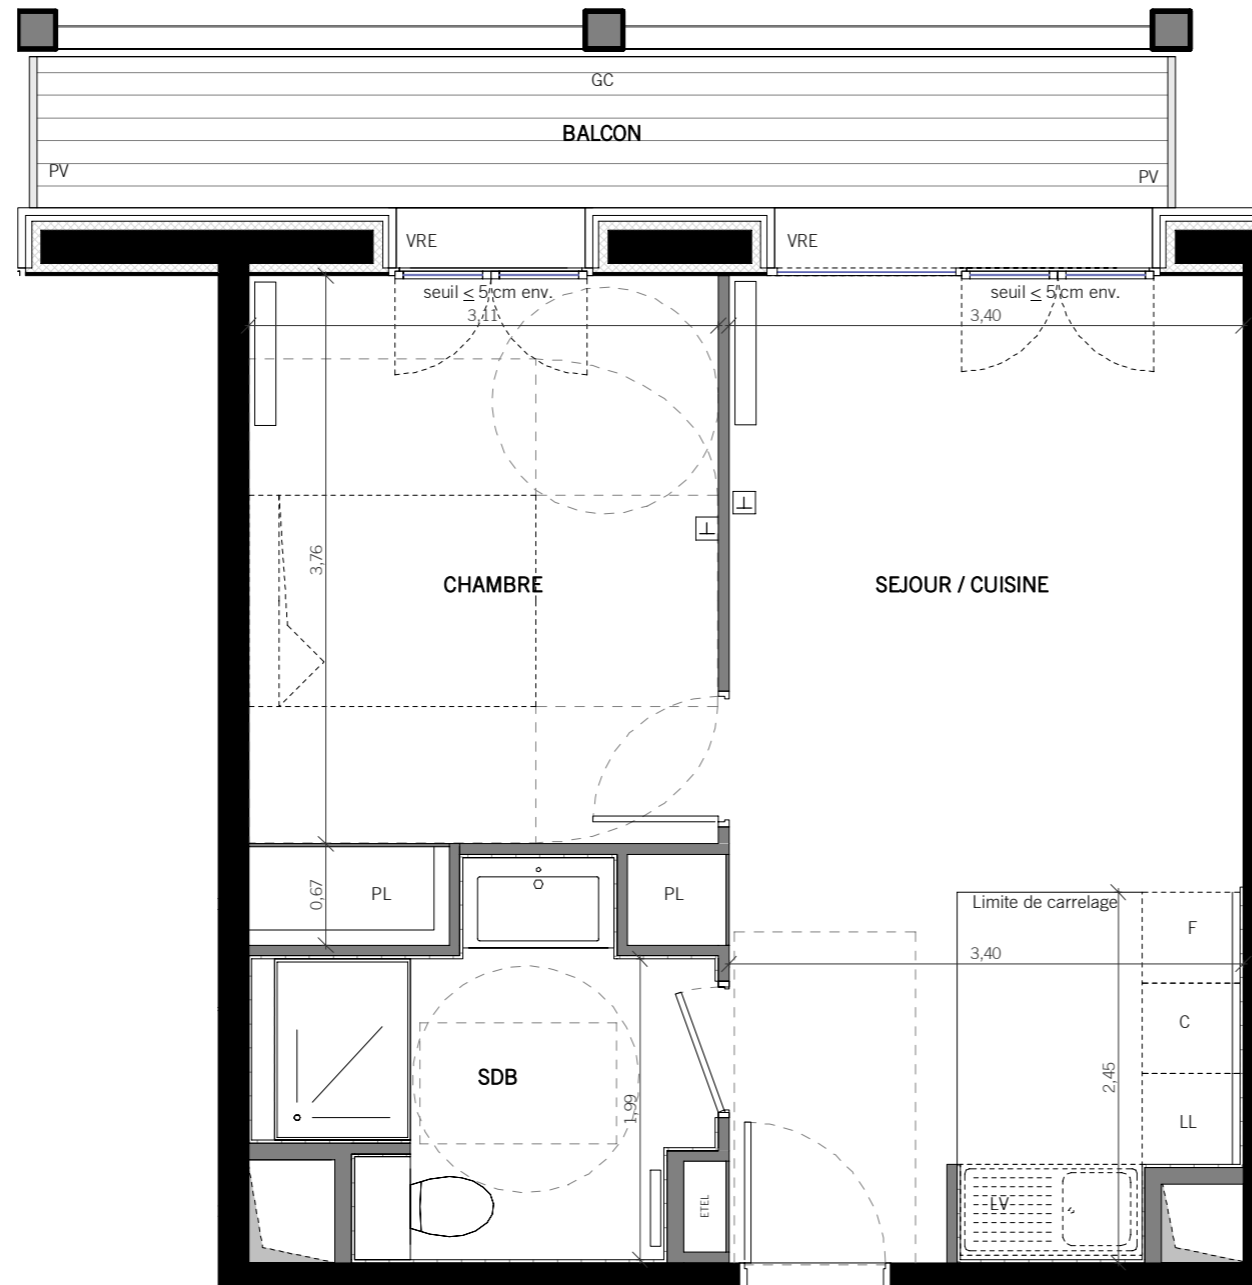 GC
BALCON
PV
PV
VRE
VRE
seuil ≤ 5 cm env.
seuil ≤ 5 cm env.
3,11
3,40
3,76
CHAMBRE
SEJOUR / CUISINE
0,67
PL
PL
Limite de carrelage
F
3,40
C
SDB
2,45
1,99
LL
ETEL
LV